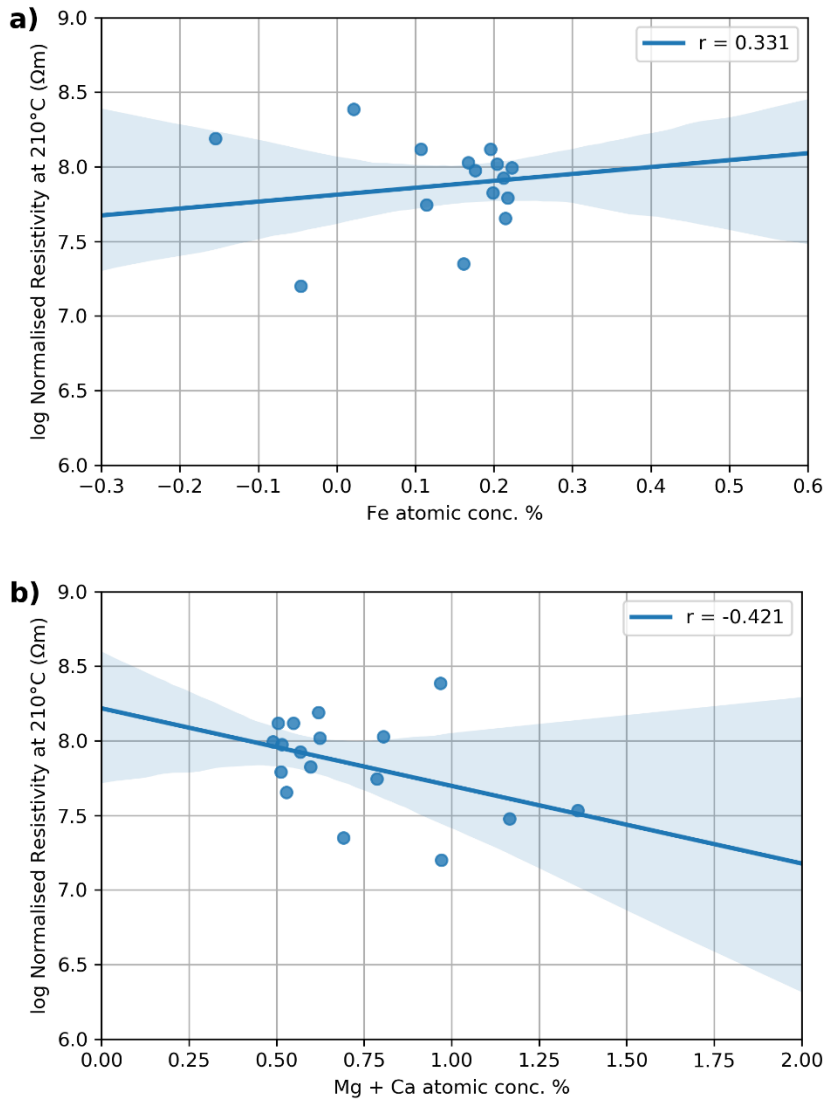 a)
log Normalised Resistivity at 210°C (Ωm)
9.0
8.5
8.0
7.5
7.0
6.5
6.0
r = 0.331
−0.3 −0.2 −0.1 0.0 0.1 0.2 0.3 0.4 0.5 0.6
Fe atomic conc. %
b)
log Normalised Resistivity at 210°C (Ωm)
9.0
8.5
8.0
7.5
7.0
6.5
6.0
r = -0.421
0.00 0.25 0.50 0.75 1.00 1.25 1.50 1.75 2.00
Mg + Ca atomic conc. %